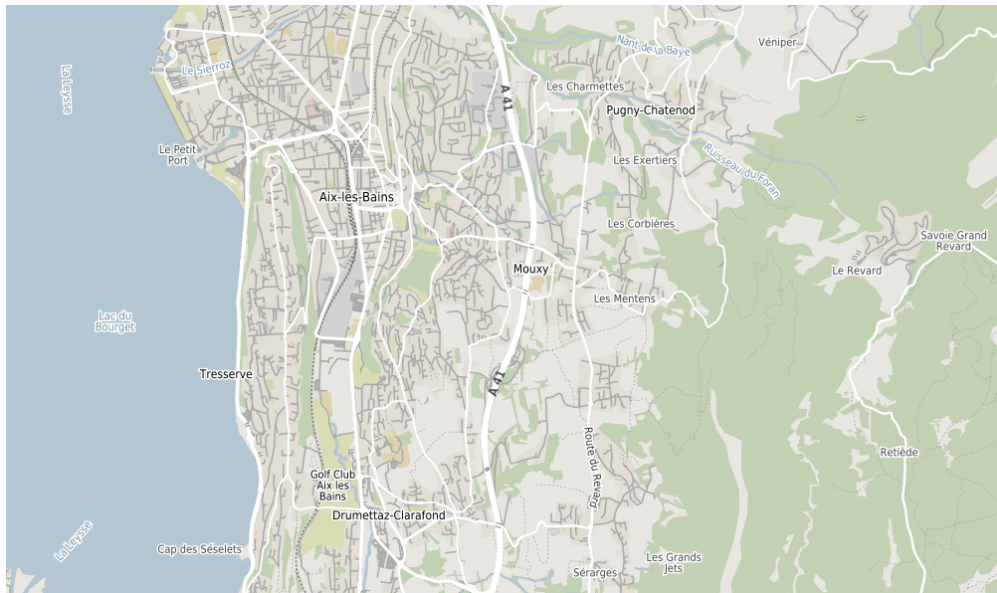 Véniper
Nant de la Baye
Le Sierroz
La Leysse
Les Charmettes
A 41
Pugny-Chatenod
Le Petit
Port
Les Exertiers
Ruisseau du Foran
Aix-les-Bains
Les Corbières
Savoie Grand
Revard
Mouxy
Le Revard
Les Mentens
Lac du
Bourget
Tresserve
A 41
Route du Revard
Retiède
Golf Club
Aix les
Bains
Drumettaz-Clarafond
La Leysse
Cap des Séselets
Les Grands
Jets
Sérarges